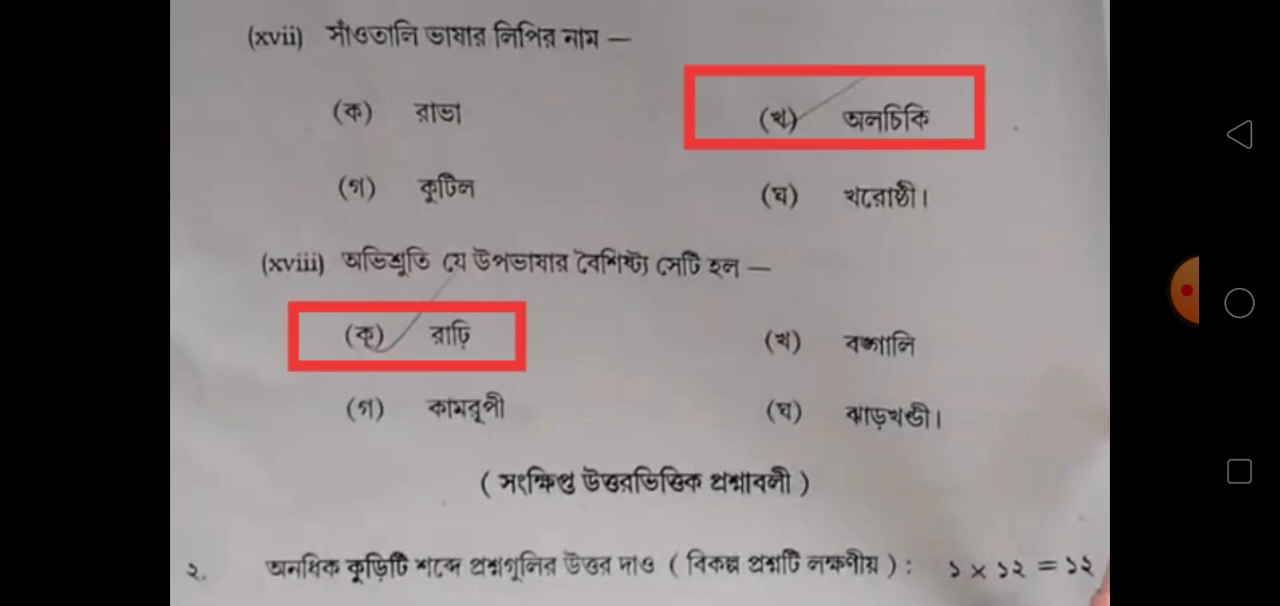 (xvii) সাঁওতালি ভাষার লিপির নাম —
(ক) রাভা (খ) অলচিকি
(গ) কুটিল (ঘ) খরোষ্ঠী।
(xviii) অভিশ্রুতি যে উপভাষার বৈশিষ্ট্য সেটি হল —
(ক) রাঢ়ি (খ) বঙ্গালি
(গ) কামরূপী (ঘ) ঝাড়খণ্ডী।
( সংক্ষিপ্ত উত্তরভিত্তিক প্রশ্নাবলী )
২. অনধিক কুড়িটি শব্দে প্রশ্নগুলির উত্তর দাও ( বিকল্প প্রশ্নটি লক্ষণীয় ) : ১ × ১২ = ১২